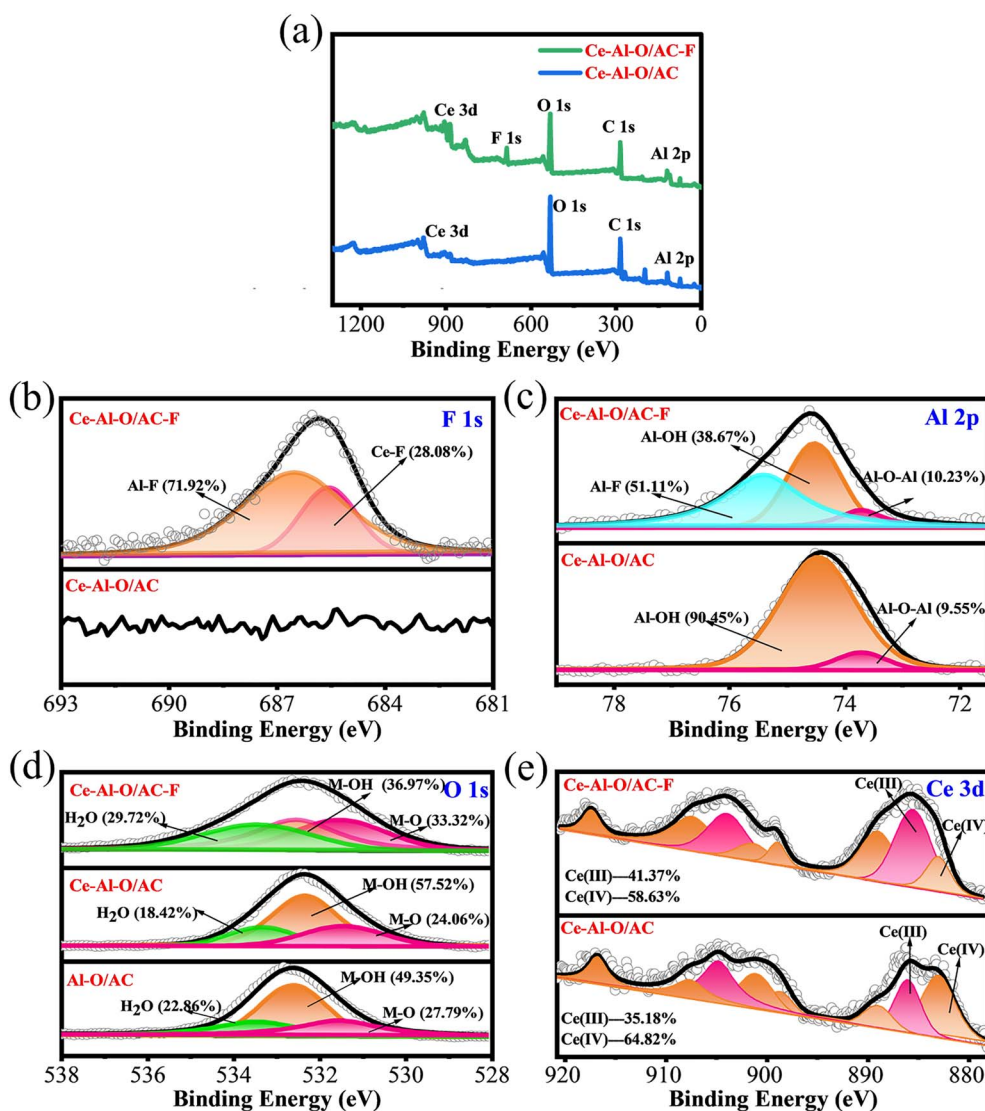 (a)
Ce-Al-O/AC-F
Ce-Al-O/AC
Ce 3d
F 1s
O 1s
C 1s
Al 2p
Ce 3d
O 1s
C 1s
Al 2p
1200 900 600 300 0
Binding Energy (eV)
(b)
Ce-Al-O/AC-F
F 1s
Al-F (71.92%)
Ce-F (28.08%)
Ce-Al-O/AC
693 690 687 684 681
Binding Energy (eV)
(c)
Ce-Al-O/AC-F
Al 2p
Al-OH (38.67%)
Al-F (51.11%)
Al-O-Al (10.23%)
Ce-Al-O/AC
Al-OH (90.45%)
Al-O-Al (9.55%
78 76 74 72
Binding Energy (eV)
(d)
Ce-Al-O/AC-F
O 1s
M-OH (36.97%)
H2O (29.72%)
M-O (33.32%)
Ce-Al-O/AC
M-OH (57.52%)
H2O (18.42%)
M-O (24.06%)
Al-O/AC
M-OH (49.35%)
H2O (22.86%)
M-O (27.79%)
538 536 534 532 530 528
Binding Energy (eV)
(e)
Ce-Al-O/AC-F
Ce 3d
Ce(III)
Ce(IV)
Ce(III)—41.37%
Ce(IV)—58.63%
Ce-Al-O/AC
Ce(III)
Ce(IV)
Ce(III)—35.18%
Ce(IV)—64.82%
920 910 900 890 880
Binding Energy (eV)